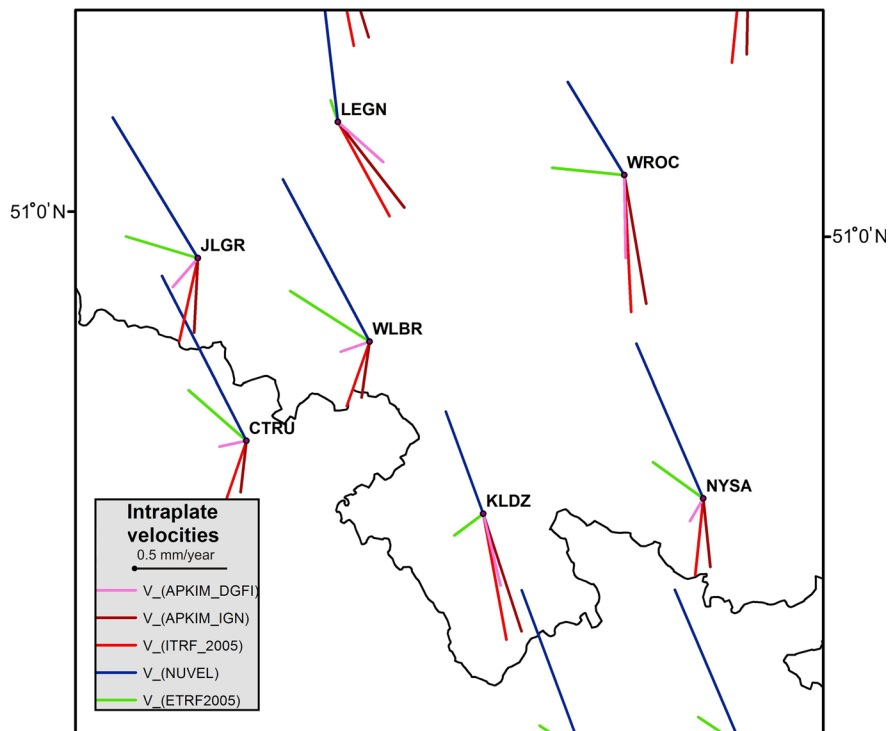 LEGN
WROC
51°0'N
51°0'N
JLGR
WLBR
CTRU
KLDZ
NYSA
Intraplate
velocities
0.5 mm/year
V_(APKIM_DGFI)
V_(APKIM_IGN)
V_(ITRF_2005)
V_(NUVEL)
V_(ETRF2005)